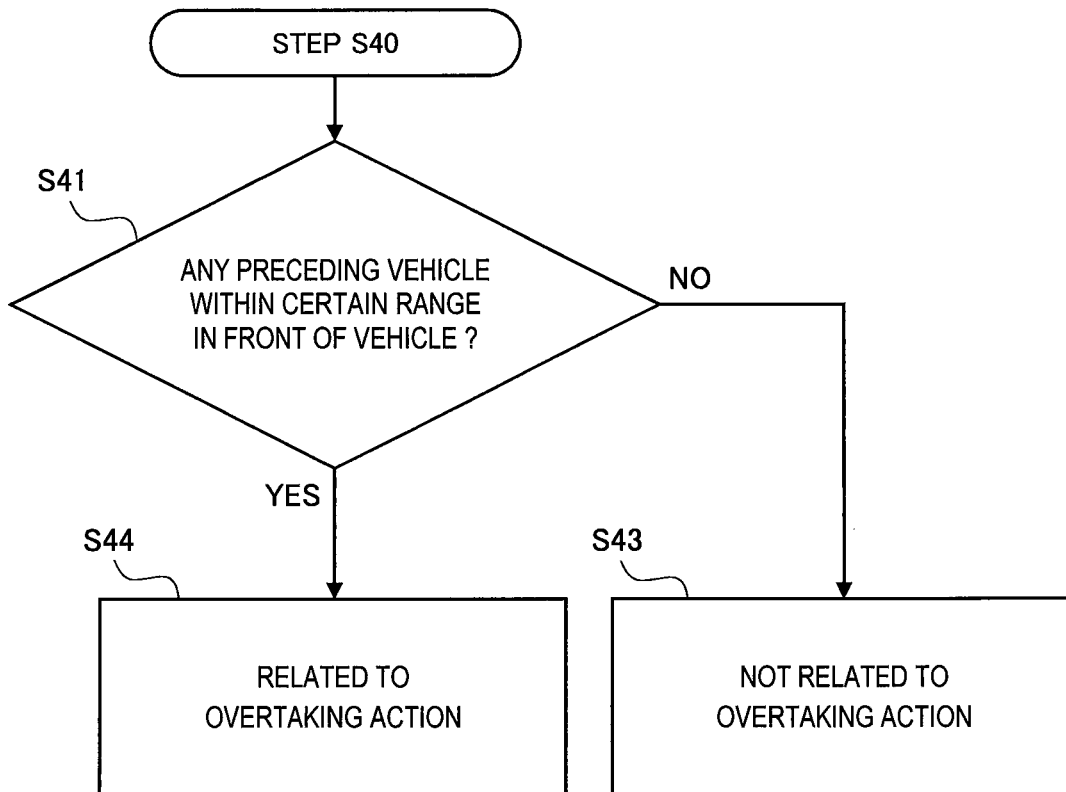 STEP S40
S41
ANY PRECEDING VEHICLE
WITHIN CERTAIN RANGE
IN FRONT OF VEHICLE ?
NO
YES
S44
S43
RELATED TO
OVERTAKING ACTION
NOT RELATED TO
OVERTAKING ACTION